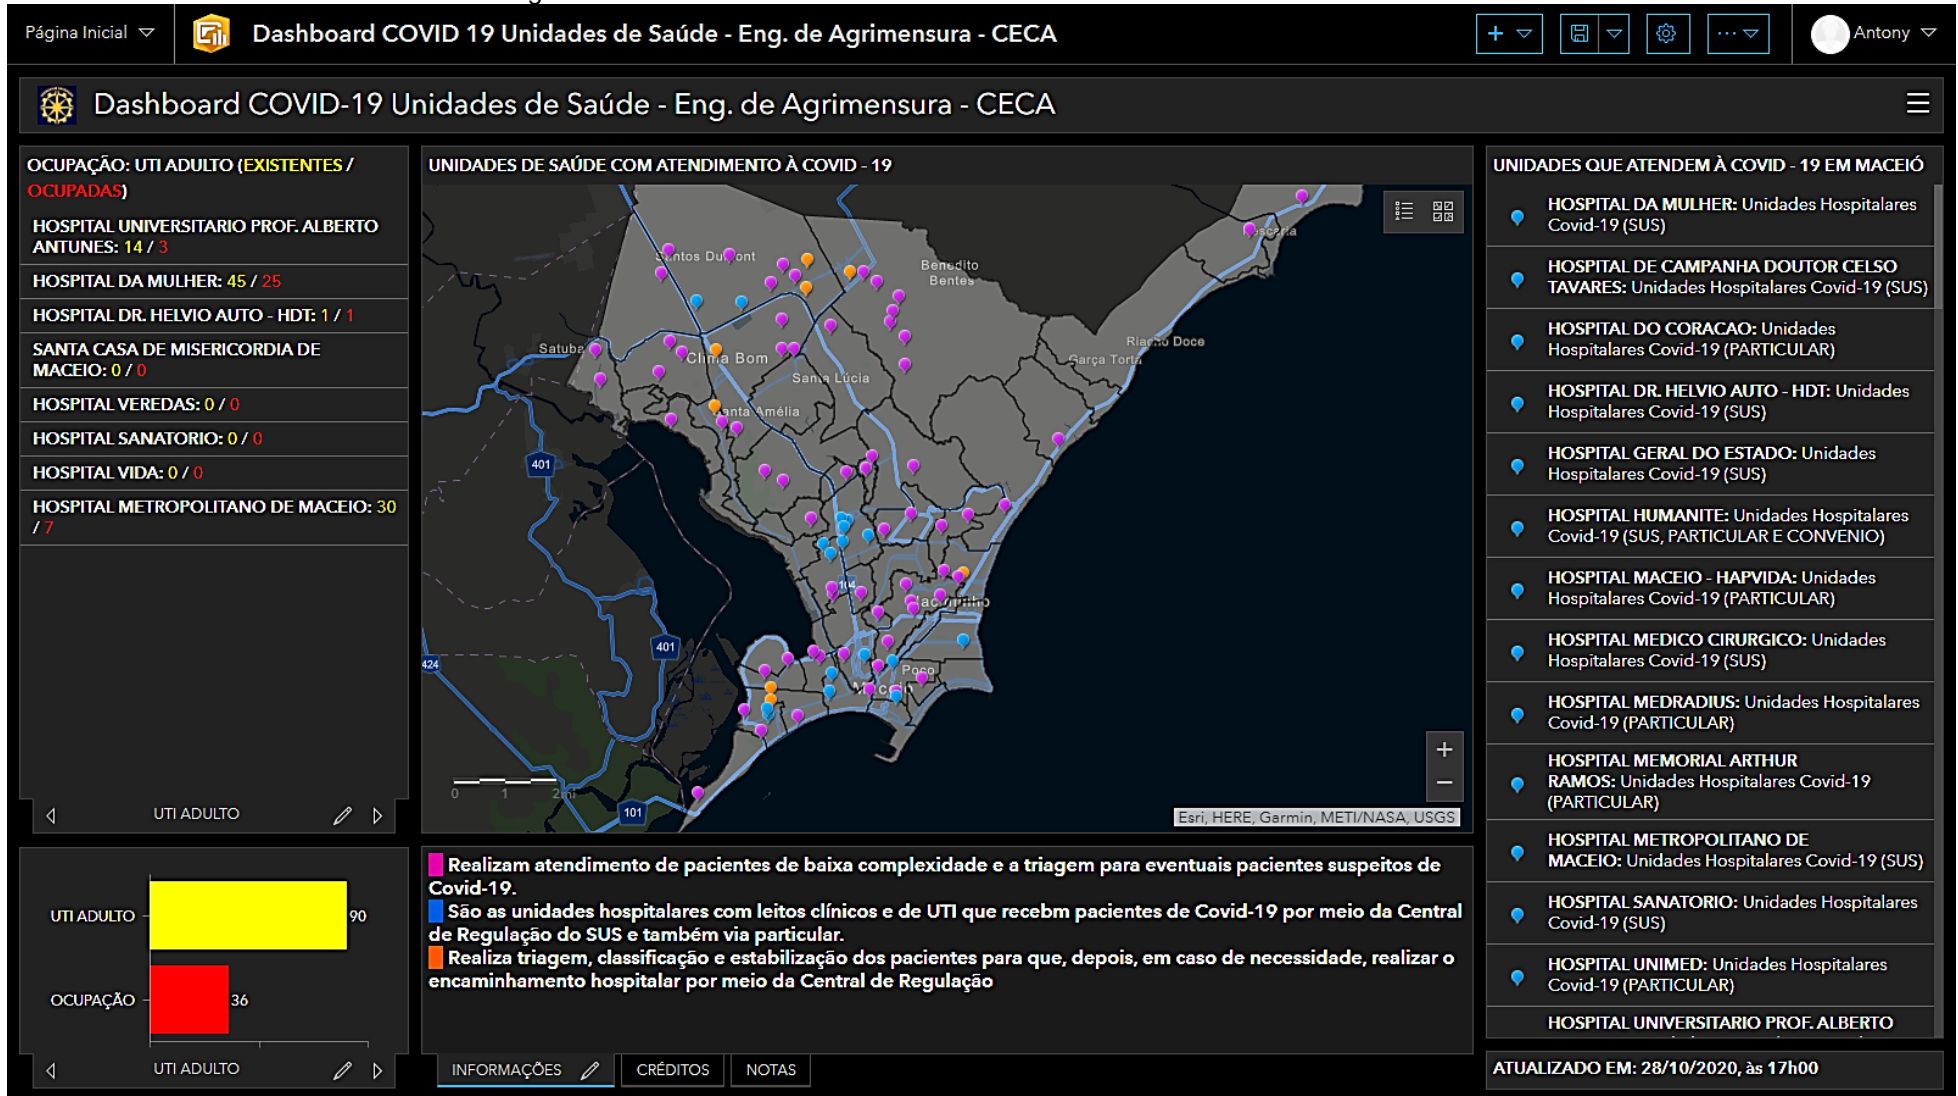 Página Inicial
Dashboard COVID 19 Unidades de Saúde - Eng. de Agrimensura - CECA
Antony
Dashboard COVID-19 Unidades de Saúde - Eng. de Agrimensura - CECA
OCUPAÇÃO: UTI ADULTO (EXISTENTES /
OCUPADAS)
HOSPITAL UNIVERSITARIO PROF. ALBERTO
ANTUNES: 14 / 3
HOSPITAL DA MULHER: 45 / 25
HOSPITAL DR. HELVIO AUTO - HDT: 1 / 1
SANTA CASA DE MISERICORDIA DE
MACEIO: 0 / 0
HOSPITAL VEREDAS: 0 / 0
HOSPITAL SANATORIO: 0 / 0
HOSPITAL VIDA: 0 / 0
HOSPITAL METROPOLITANO DE MACEIO: 30
/ 7
UTI ADULTO
UTI ADULTO
90
OCUPAÇÃO
36
UTI ADULTO
UNIDADES DE SAÚDE COM ATENDIMENTO À COVID - 19
Santos Dumont
Benedito
Bentes
Pescaria
Satuba
Clima Bom
Santa Lúcia
Riacho Doce
Garça Torta
Santa Amélia
401
104
Jacintinho
401
424
Poço
Maceió
0 1 2mi
101
Esri, HERE, Garmin, METI/NASA, USGS
Realizam atendimento de pacientes de baixa complexidade e a triagem para eventuais pacientes suspeitos de
Covid-19.
São as unidades hospitalares com leitos clínicos e de UTI que recebm pacientes de Covid-19 por meio da Central
de Regulação do SUS e também via particular.
Realiza triagem, classificação e estabilização dos pacientes para que, depois, em caso de necessidade, realizar o
encaminhamento hospitalar por meio da Central de Regulação
INFORMAÇÕES
CRÉDITOS
NOTAS
UNIDADES QUE ATENDEM À COVID - 19 EM MACEIÓ
HOSPITAL DA MULHER: Unidades Hospitalares
Covid-19 (SUS)
HOSPITAL DE CAMPANHA DOUTOR CELSO
TAVARES: Unidades Hospitalares Covid-19 (SUS)
HOSPITAL DO CORACAO: Unidades
Hospitalares Covid-19 (PARTICULAR)
HOSPITAL DR. HELVIO AUTO - HDT: Unidades
Hospitalares Covid-19 (SUS)
HOSPITAL GERAL DO ESTADO: Unidades
Hospitalares Covid-19 (SUS)
HOSPITAL HUMANITE: Unidades Hospitalares
Covid-19 (SUS, PARTICULAR E CONVENIO)
HOSPITAL MACEIO - HAPVIDA: Unidades
Hospitalares Covid-19 (PARTICULAR)
HOSPITAL MEDICO CIRURGICO: Unidades
Hospitalares Covid-19 (SUS)
HOSPITAL MEDRADIUS: Unidades Hospitalares
Covid-19 (PARTICULAR)
HOSPITAL MEMORIAL ARTHUR
RAMOS: Unidades Hospitalares Covid-19
(PARTICULAR)
HOSPITAL METROPOLITANO DE
MACEIO: Unidades Hospitalares Covid-19 (SUS)
HOSPITAL SANATORIO: Unidades Hospitalares
Covid-19 (SUS)
HOSPITAL UNIMED: Unidades Hospitalares
Covid-19 (PARTICULAR)
HOSPITAL UNIVERSITARIO PROF. ALBERTO
ATUALIZADO EM: 28/10/2020, às 17h00